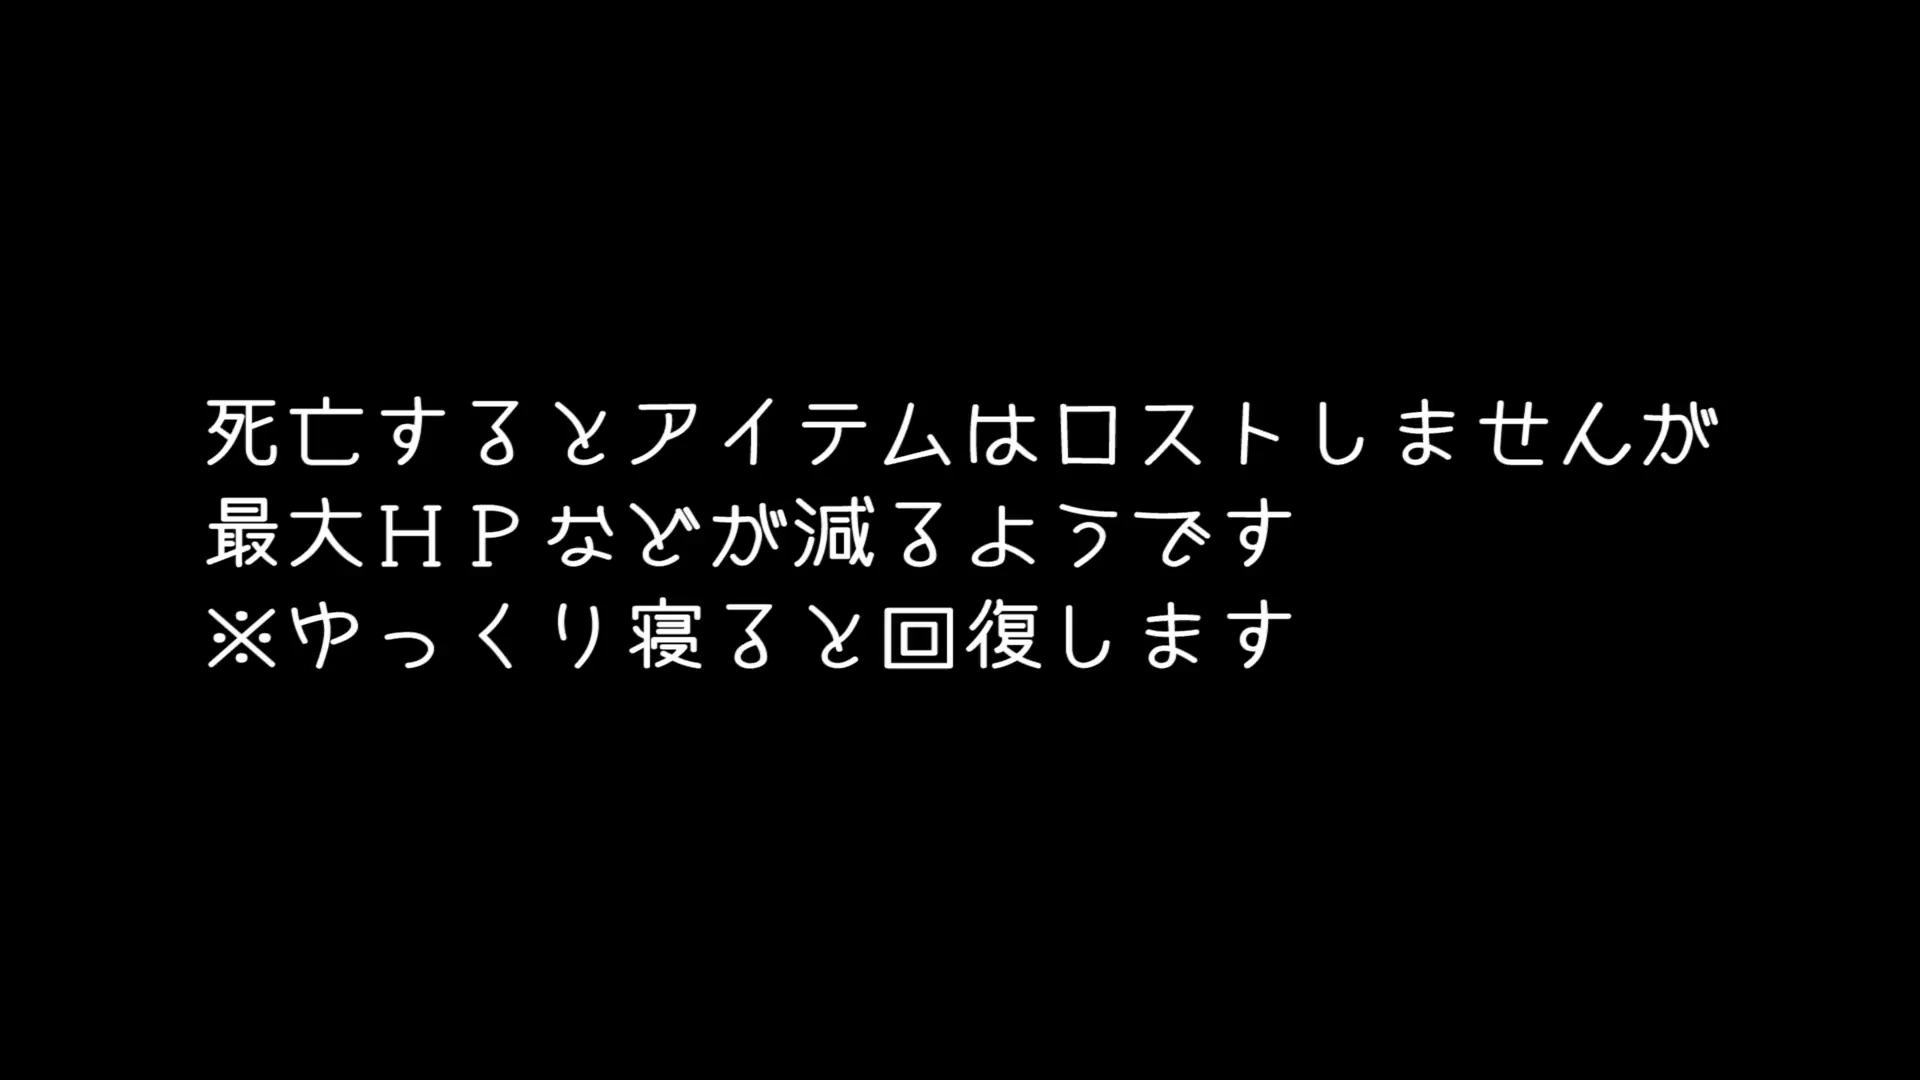 死亡するとアイテムはロストしませんが
最大ＨＰなどが減るようです
※ゆっくり寝ると回復します